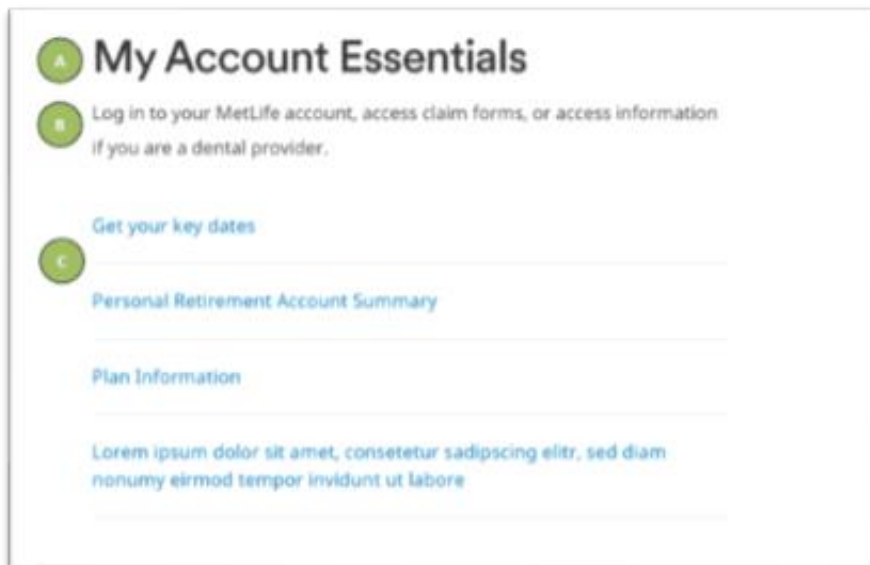 A My Account Essentials
B Log in to your MetLife account, access claim forms, or access information
if you are a dental provider.
Get your key dates
C
Personal Retirement Account Summary
Plan Information
Lorem ipsum dolor sit amet, consetetur sadipscing elitr, sed diam
nonumy eirmod tempor invidunt ut labore